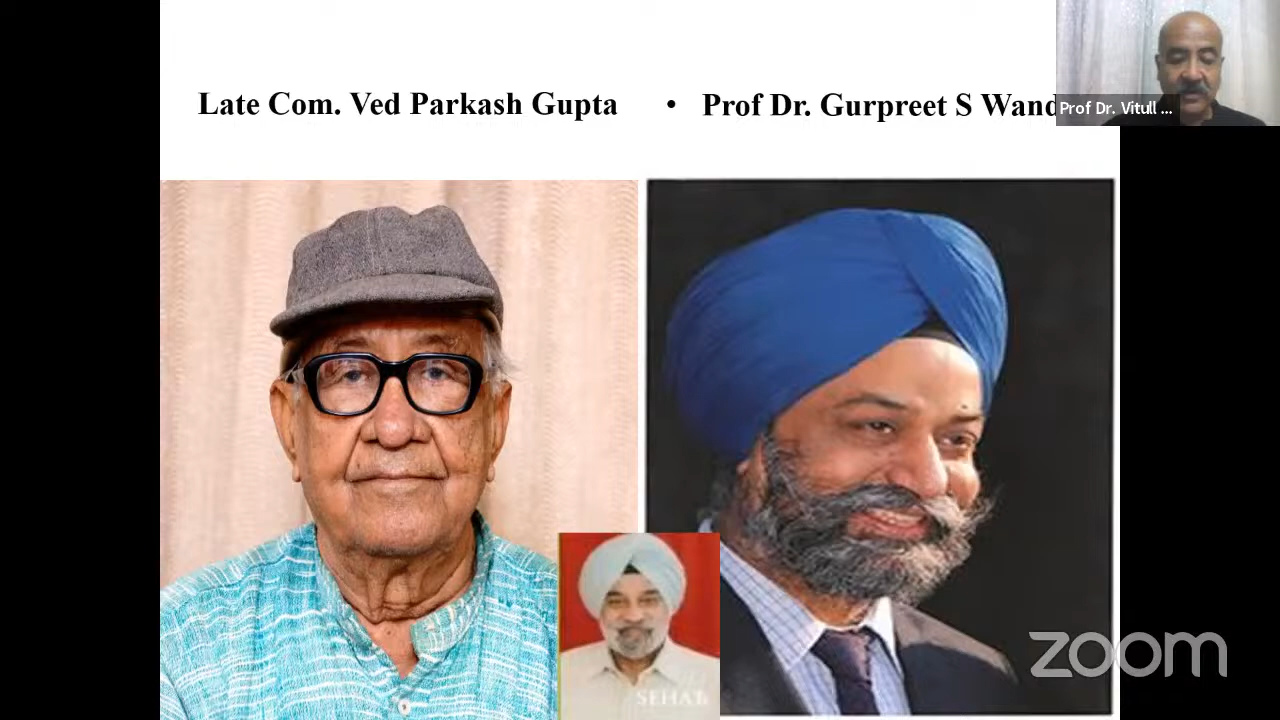 Late Com. Ved Parkash Gupta
• Prof Dr. Gurpreet S Wand
Prof Dr. Vitull ...
SEHAT
zoom